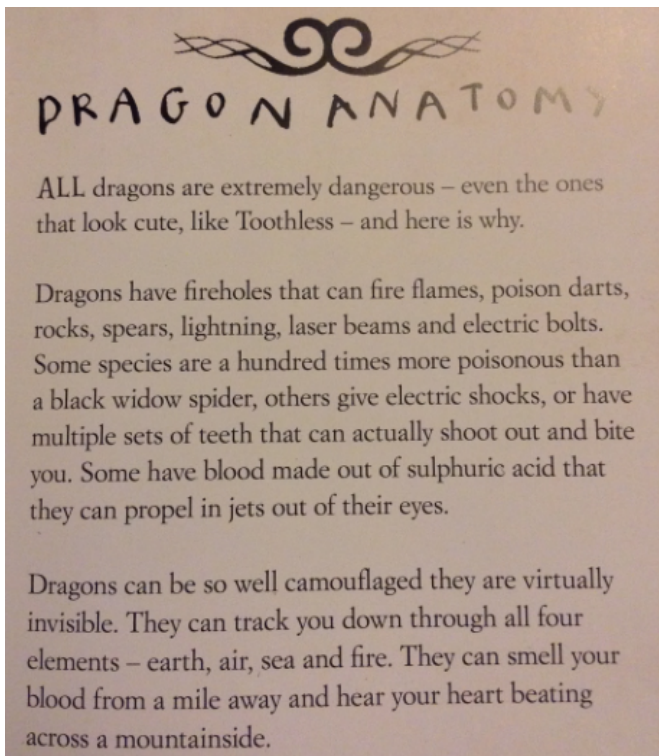 DRAGON ANATOMY
ALL dragons are extremely dangerous – even the ones
that look cute, like Toothless – and here is why.
Dragons have fireholes that can fire flames, poison darts,
rocks, spears, lightning, laser beams and electric bolts.
Some species are a hundred times more poisonous than
a black widow spider, others give electric shocks, or have
multiple sets of teeth that can actually shoot out and bite
you. Some have blood made out of sulphuric acid that
they can propel in jets out of their eyes.
Dragons can be so well camouflaged they are virtually
invisible. They can track you down through all four
elements – earth, air, sea and fire. They can smell your
blood from a mile away and hear your heart beating
across a mountainside.